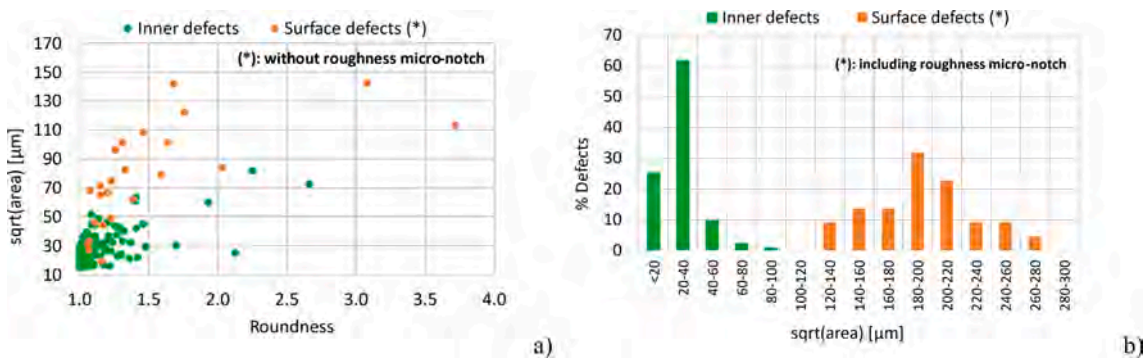 Inner defects Surface defects (*)
(*): without roughness micro-notch
sqrt(area) [µm]
170
150
130
110
90
70
50
30
10
1.0 1.5 2.0 2.5 3.0 3.5 4.0
Roundness
a)
Inner defects Surface defects (*)
(*): including roughness micro-notch
% Defects
70
60
50
40
30
20
10
0
<20
20-40
40-60
60-80
80-100
100-120
120-140
140-160
160-180
180-200
200-220
220-240
240-260
260-280
280-300
sqrt(area) [µm]
b)